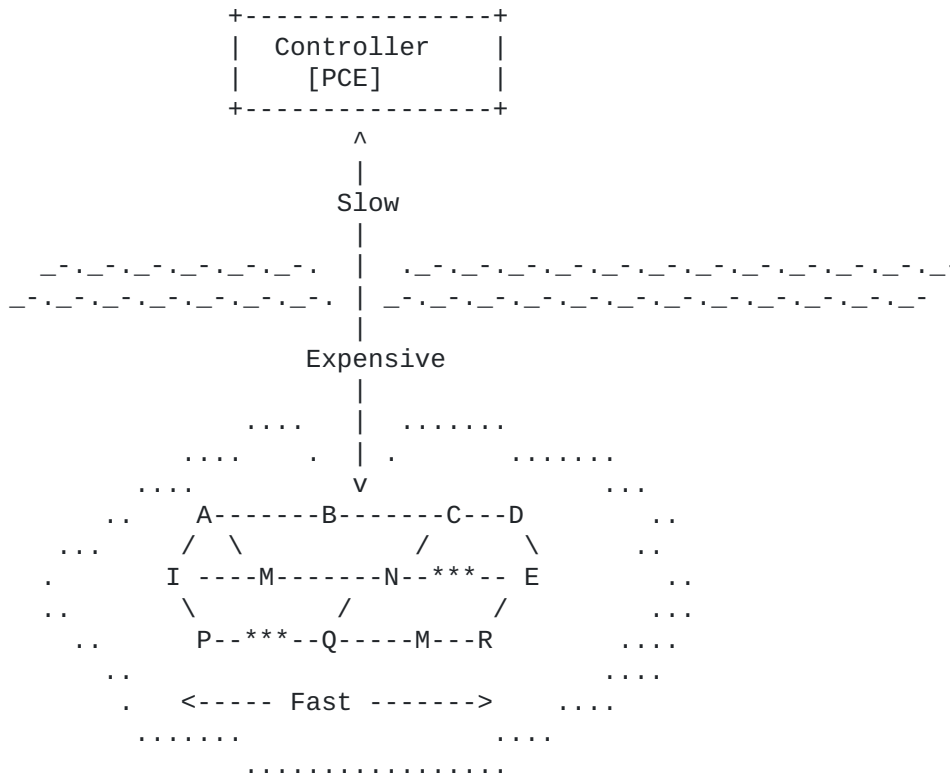 +----------------+
|  Controller    |
|    [PCE]       |
+----------------+
^
|
Slow
|
_-._-._-._-._-._-.  |  ._-._-._-._-._-._-._-._-._-._-._-._-
_-._-._-._-._-._-._-. | _-._-._-._-._-._-._-._-._-._-._-._-
|
Expensive
|
....   |  .......
....    .  | .       .......
....          v               ...
..    A-------B-------C---D        ..
...     /  \           /      \      ..
.       I ----M-------N--***-- E        ..
..       \         /         /         ...
..    P--***--Q-----M---R        ....
..                              ....
.   <----- Fast ------->    ....
.......                ....
.................